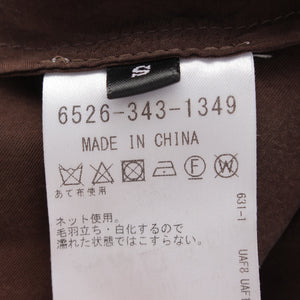 S
6526-343-1349
MADE IN CHINA
あて布使用
ネット使用。
毛羽立ち・白化するので
濡れた状態ではこすらない。
631-1
UAF8 UAF1